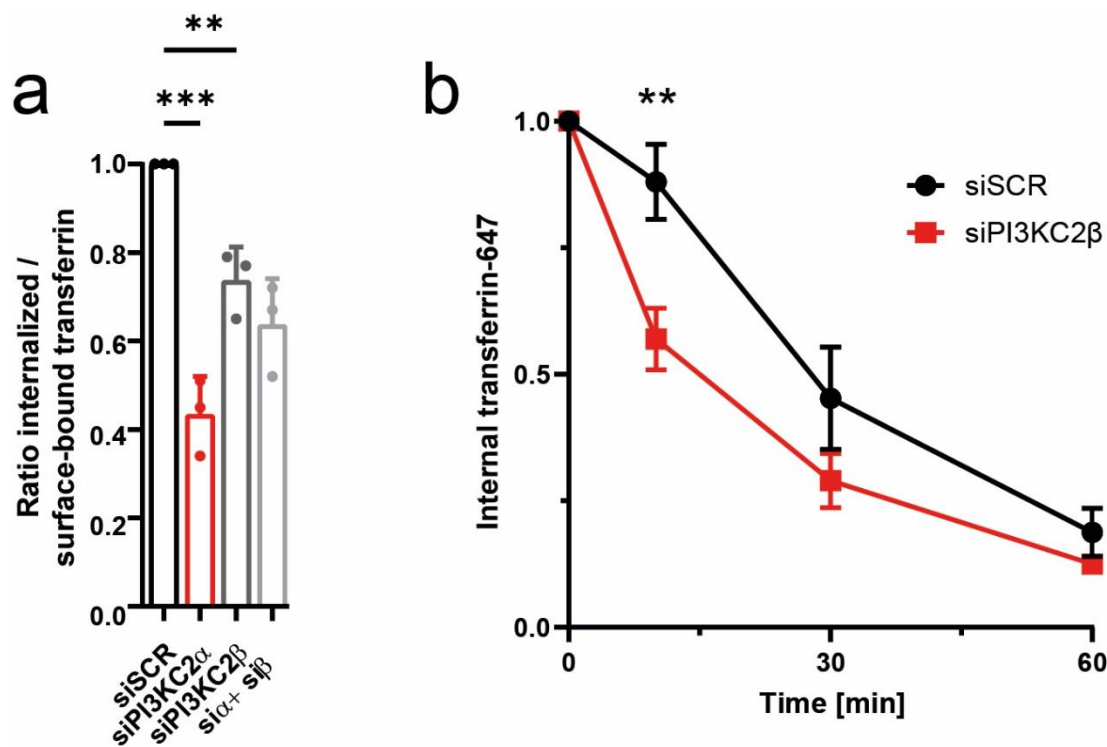 a
**
***
Ratio internalized /
surface-bound transferrin
1.0
0.8
0.6
0.4
0.2
0.0
siSCR
siPI3KC2α
siPI3KC2β
siα+ siβ
b
**
Internal transferrin-647
1.0
0.5
0.0
0
30
60
Time [min]
siSCR
siPI3KC2β